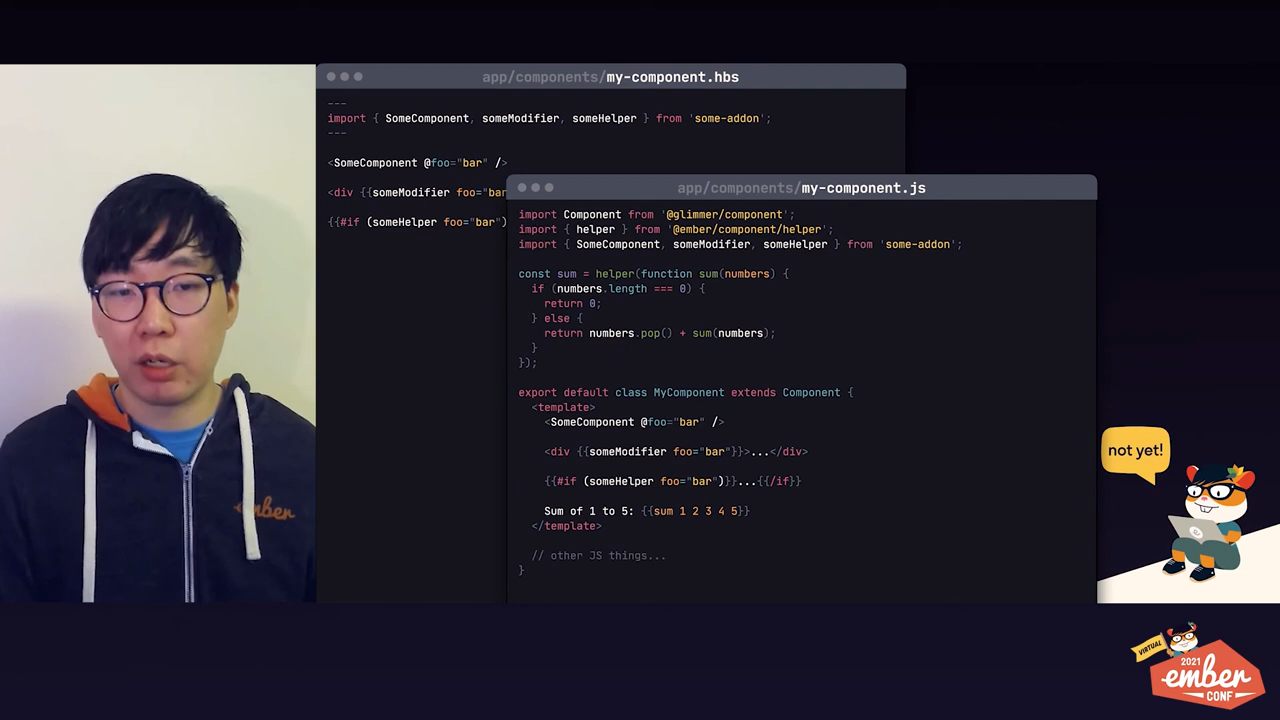 app/components/my-component.hbs
---
import { SomeComponent, someModifier, someHelper } from 'some-addon';
---
<SomeComponent @foo="bar" />
<div {{someModifier foo="bar
{{#if (someHelper foo="bar")
app/components/my-component.js
import Component from '@glimmer/component';
import { helper } from '@ember/component/helper';
import { SomeComponent, someModifier, someHelper } from 'some-addon';
const sum = helper(function sum(numbers) {
if (numbers.length === 0) {
return 0;
} else {
return numbers.pop() + sum(numbers);
}
});
export default class MyComponent extends Component {
<template>
<SomeComponent @foo="bar" />
<div {{someModifier foo="bar"}}>...</div>
{{#if (someHelper foo="bar")}}...{{/if}}
Sum of 1 to 5: {{sum 1 2 3 4 5}}
</template>
// other JS things...
}
not yet!
ember
VIRTUAL
2021
ember
CONF